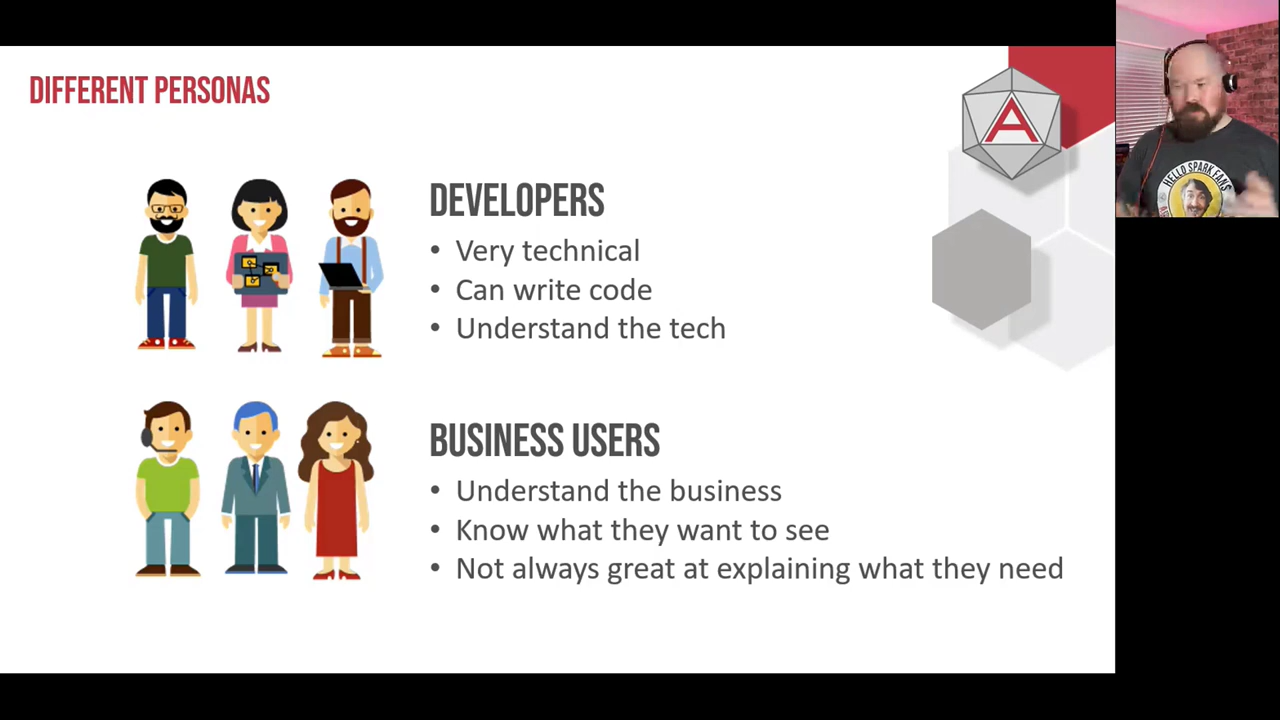 DIFFERENT PERSONAS
A
DEVELOPERS
• Very technical
• Can write code
• Understand the tech
BUSINESS USERS
• Understand the business
• Know what they want to see
• Not always great at explaining what they need
HELLO SPARK FANS